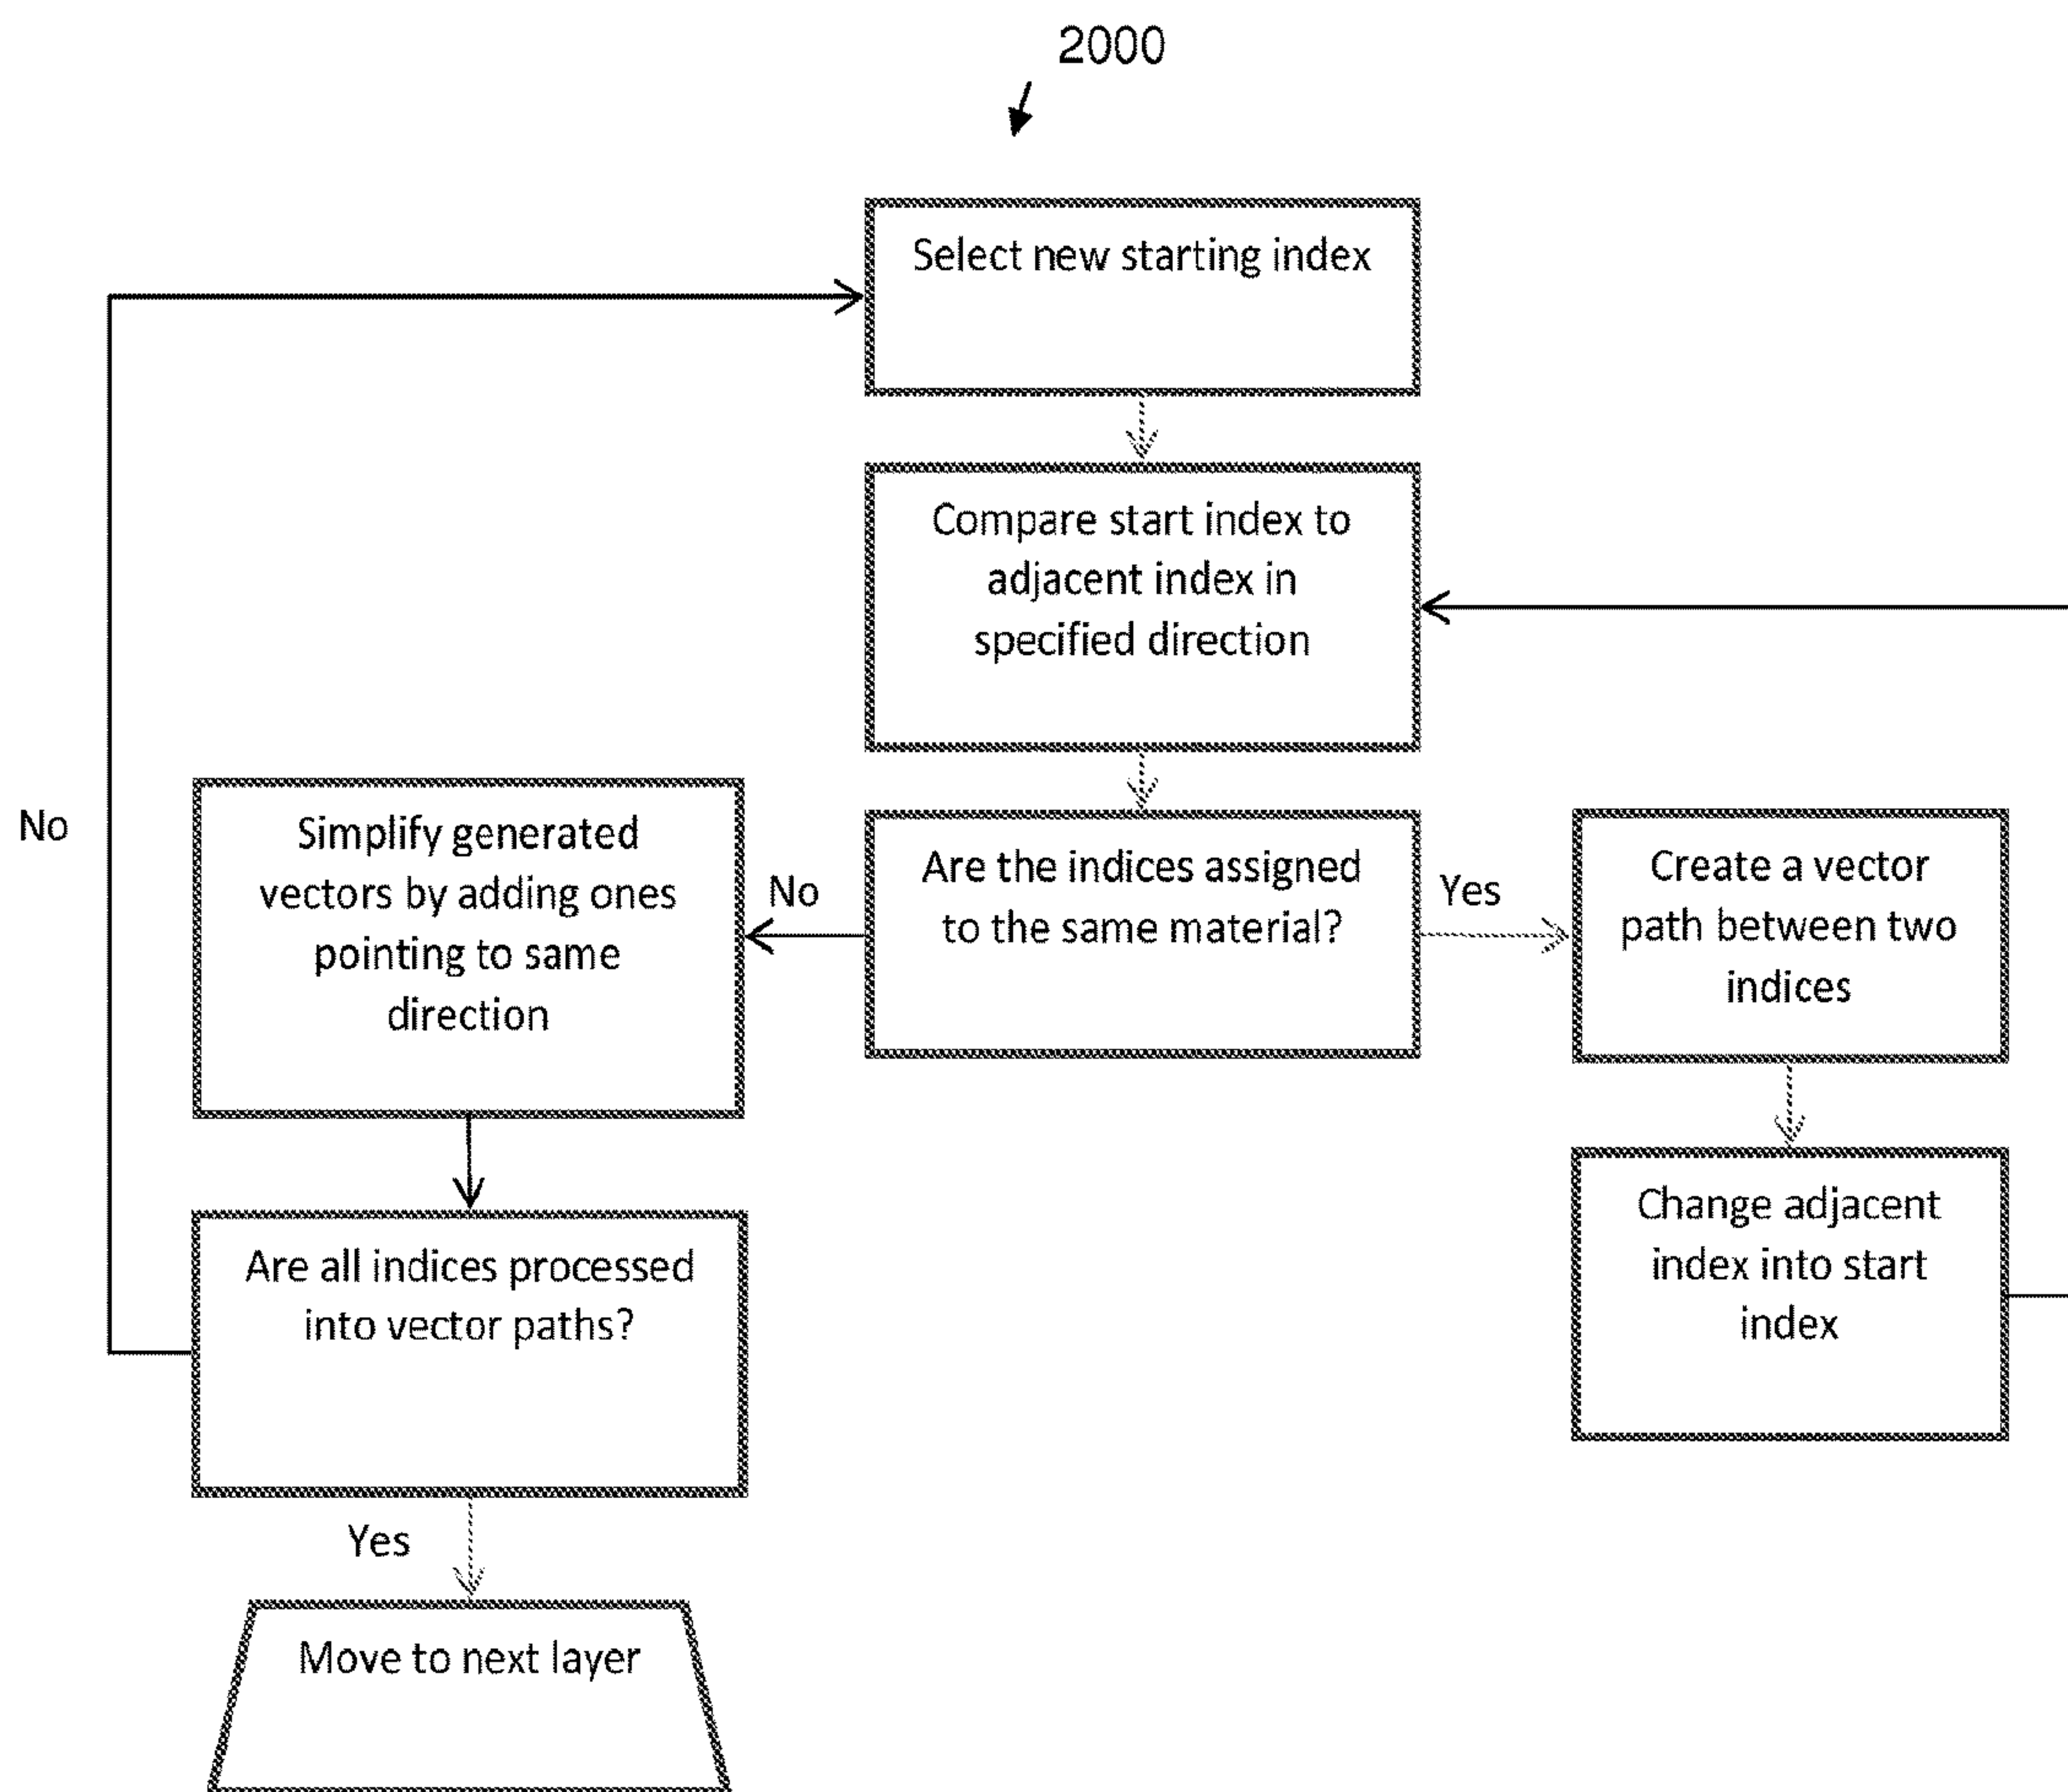 2000
Select new starting index
Compare start index to
adjacent index in
specified direction
No
Simplify generated
vectors by adding ones
pointing to same
direction
No
Are the indices assigned
to the same material?
Yes
Create a vector
path between two
indices
Change adjacent
index into start
index
Are all indices processed
into vector paths?
Yes
Move to next layer